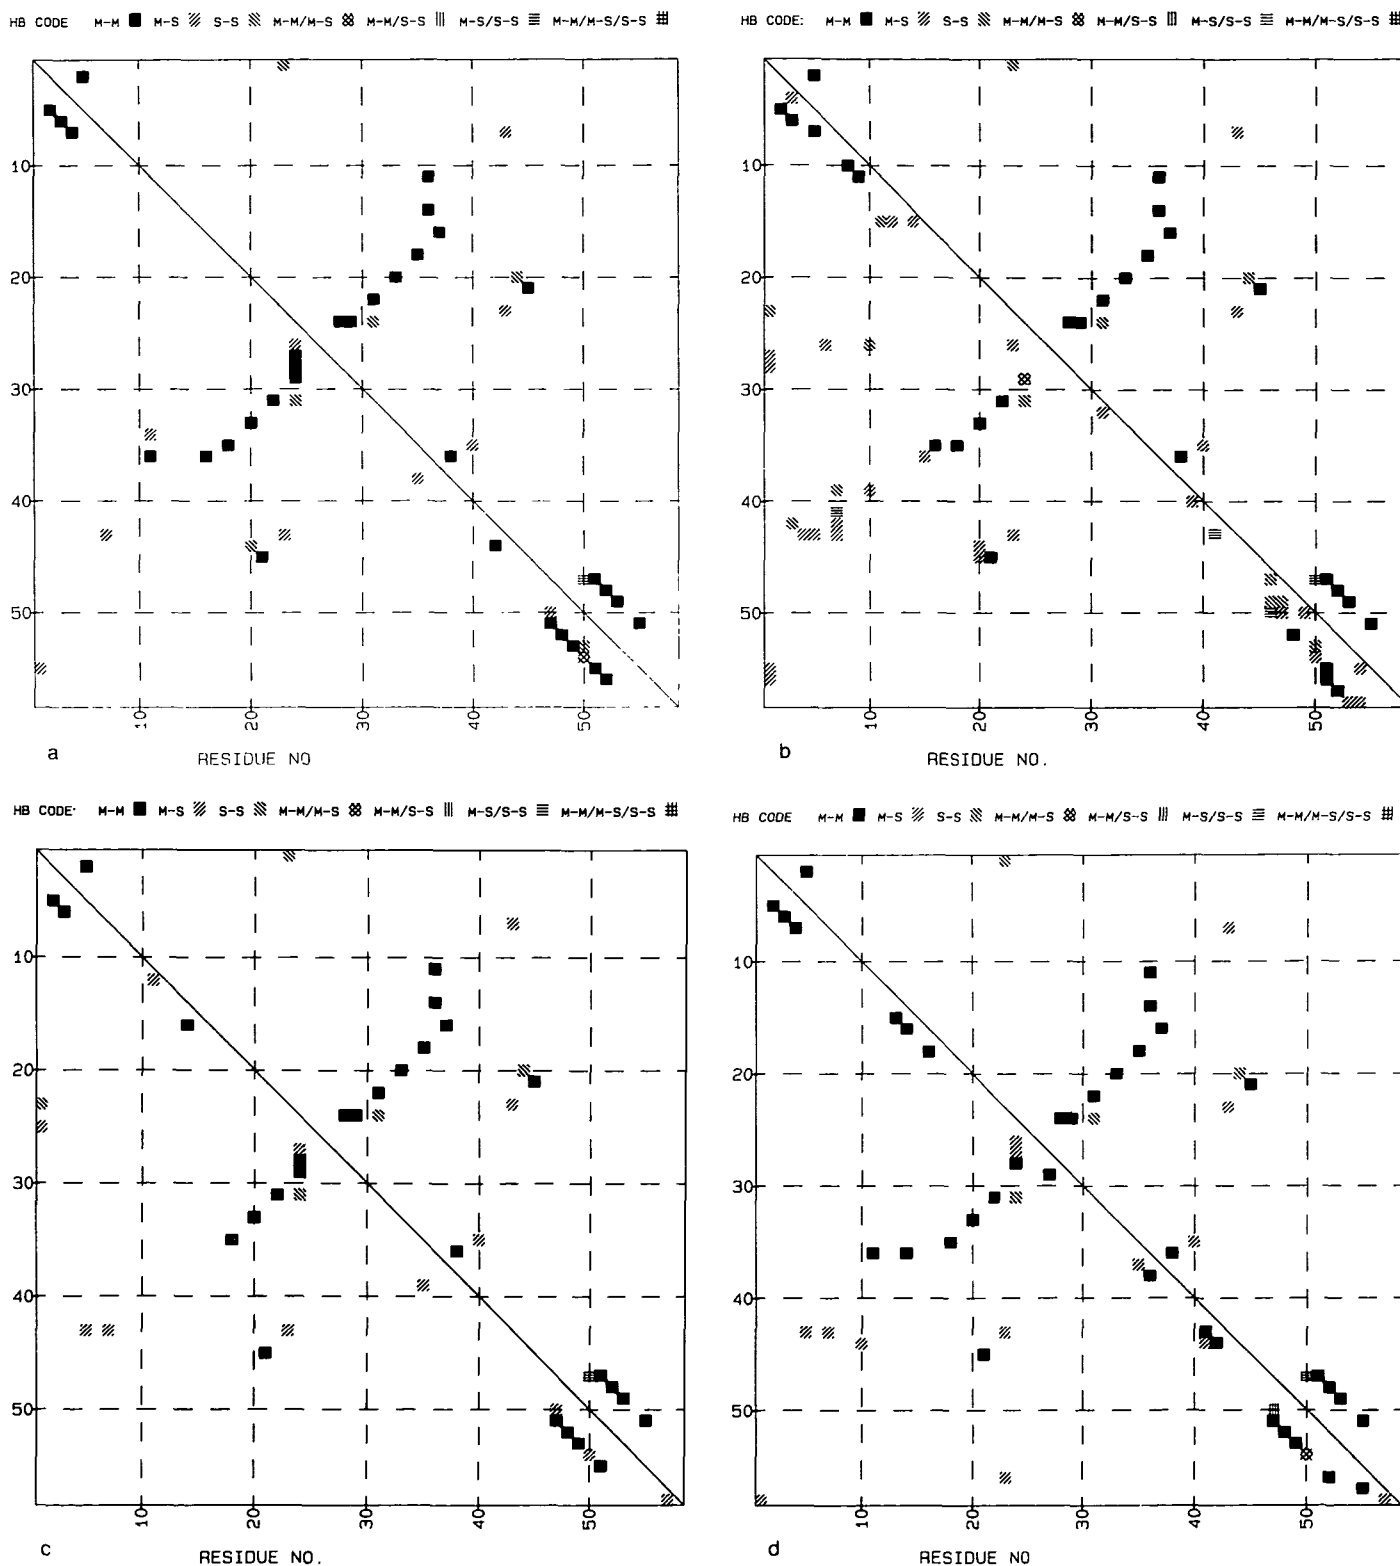 HB CODE M-M M-S S-S M-M/M-S M-M/S-S M-S/S-S M-M/M-S/S-S
HB CODE: M-M M-S S-S M-M/M-S M-M/S-S M-S/S-S M-M/M-S/S-S
10
20
30
40
50
10 20 30 40 50
a
RESIDUE NO
10
20
30
40
50
10 20 30 40 50
b
RESIDUE NO.
HB CODE: M-M M-S S-S M-M/M-S M-M/S-S M-S/S-S M-M/M-S/S-S
HB CODE M-M M-S S-S M-M/M-S M-M/S-S M-S/S-S M-M/M-S/S-S
10
20
30
40
50
10 20 30 40 50
c
RESIDUE NO.
10
20
30
40
50
10 20 30 40 50
d
RESIDUE NO